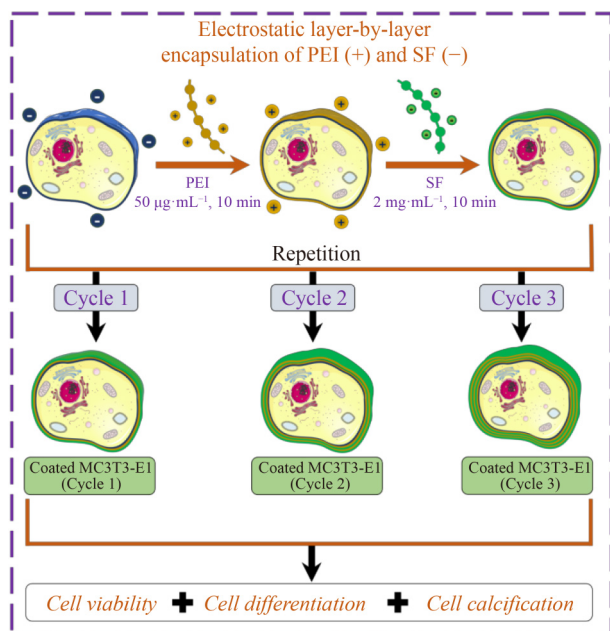 Electrostatic layer-by-layer
encapsulation of PEI (+) and SF (−)
PEI
50 μg·mL⁻¹, 10 min
SF
2 mg·mL⁻¹, 10 min
Repetition
Cycle 1
Cycle 2
Cycle 3
Coated MC3T3-E1
(Cycle 1)
Coated MC3T3-E1
(Cycle 2)
Coated MC3T3-E1
(Cycle 3)
Cell viability + Cell differentiation + Cell calcification